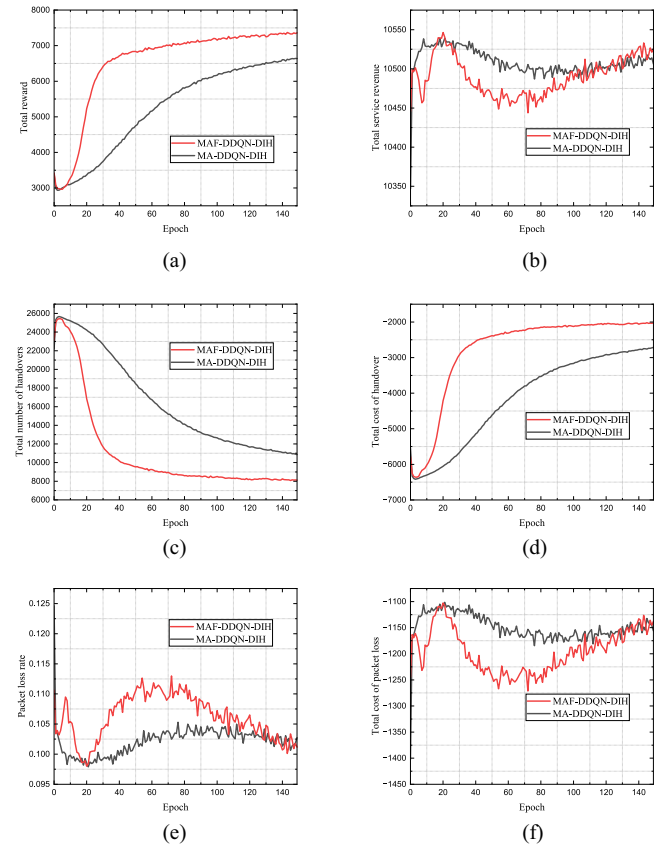 8000
7000
6000
5000
4000
3000
Total reward
MAF-DDQN-DIH
MA-DDQN-DIH
0 20 40 60 80 100 120 140
Epoch
(a)
10550
10500
10450
10400
10350
Total service revenue
MAF-DDQN-DIH
MA-DDQN-DIH
0 20 40 60 80 100 120 140
Epoch
(b)
26000
24000
22000
20000
18000
16000
14000
12000
10000
8000
6000
Total number of handovers
MAF-DDQN-DIH
MA-DDQN-DIH
0 20 40 60 80 100 120 140
Epoch
(c)
−2000
−3000
−4000
−5000
−6000
−7000
Total cost of handover
MAF-DDQN-DIH
MA-DDQN-DIH
0 20 40 60 80 100 120 140
Epoch
(d)
0.125
0.120
0.115
0.110
0.105
0.100
0.095
Packet loss rate
MAF-DDQN-DIH
MA-DDQN-DIH
0 20 40 60 80 100 120 140
Epoch
(e)
−1100
−1150
−1200
−1250
−1300
−1350
−1400
−1450
Total cost of packet loss
MAF-DDQN-DIH
MA-DDQN-DIH
0 20 40 60 80 100 120 140
Epoch
(f)